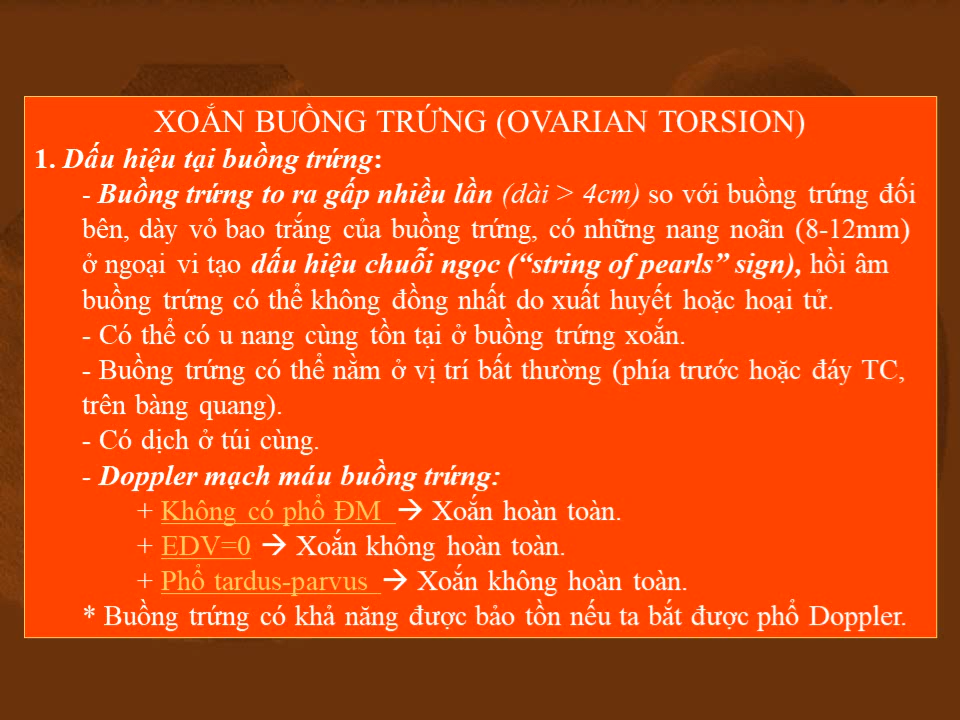 XOẮN BUỒNG TRỨNG (OVARIAN TORSION)
1. Dấu hiệu tại buồng trứng:
- Buồng trứng to ra gấp nhiều lần (dài > 4cm) so với buồng trứng đối
bên, dày vỏ bao trắng của buồng trứng, có những nang noãn (8-12mm)
ở ngoại vi tạo dấu hiệu chuỗi ngọc (“string of pearls” sign), hồi âm
buồng trứng có thể không đồng nhất do xuất huyết hoặc hoại tử.
- Có thể có u nang cùng tồn tại ở buồng trứng xoắn.
- Buồng trứng có thể nằm ở vị trí bất thường (phía trước hoặc đáy TC,
trên bàng quang).
- Có dịch ở túi cùng.
- Doppler mạch máu buồng trứng:
+ Không có phổ ĐM → Xoắn hoàn toàn.
+ EDV=0 → Xoắn không hoàn toàn.
+ Phổ tardus-parvus → Xoắn không hoàn toàn.
* Buồng trứng có khả năng được bảo tồn nếu ta bắt được phổ Doppler.